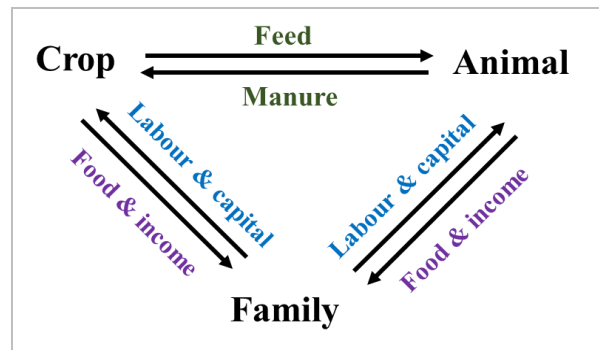 Feed
Crop
Animal
Manure
Labour & capital
Food & income
Labour & capital
Food & income
Family